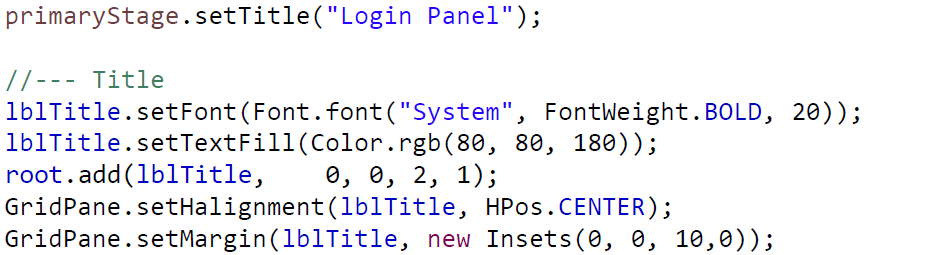 primaryStage.setTitle("Login Panel");
//--- Title
lblTitle.setFont(Font.font("System", FontWeight.BOLD, 20));
lblTitle.setTextFill(Color.rgb(80, 80, 180));
root.add(lblTitle,    0, 0, 2, 1);
GridPane.setHalignment(lblTitle, HPos.CENTER);
GridPane.setMargin(lblTitle, new Insets(0, 0, 10,0));